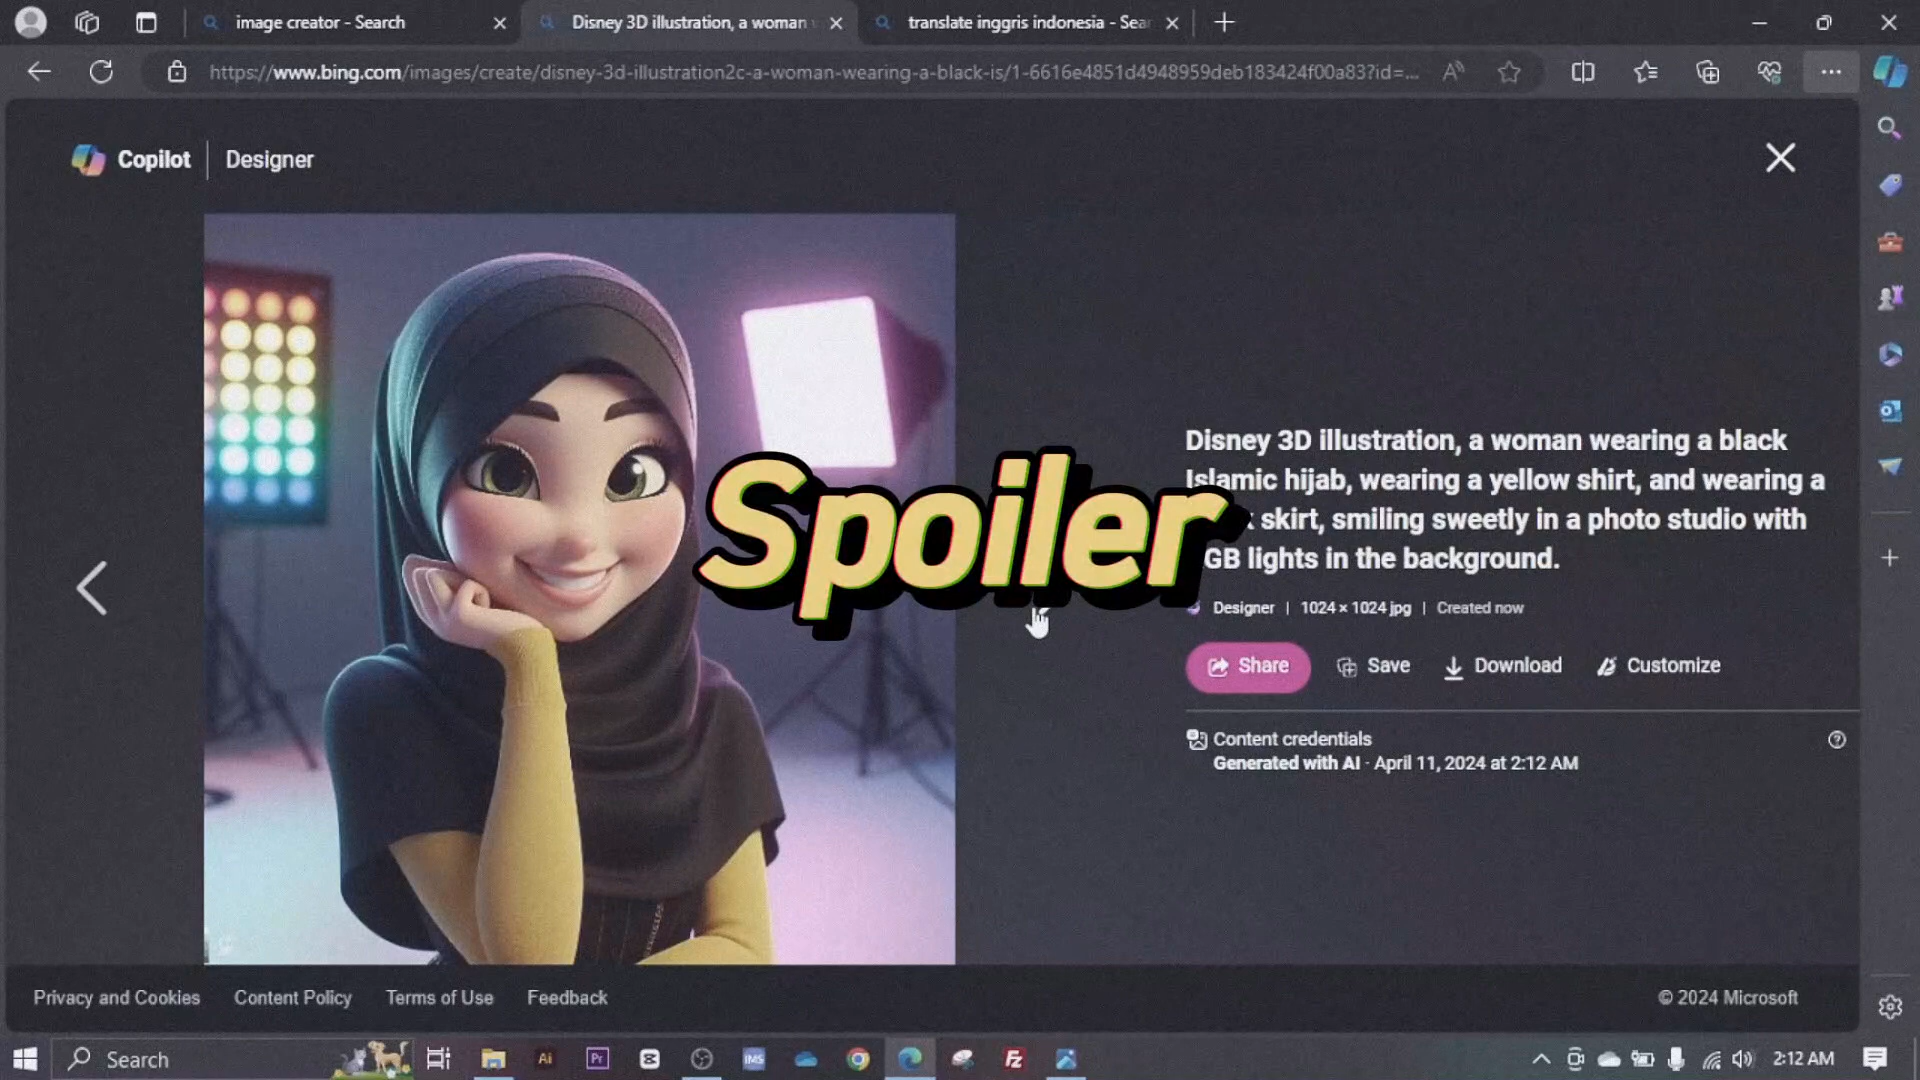 image creator - Search
Disney 3D illustration, a woman
translate inggris indonesia - Sear
https://www.bing.com/images/create/disney-3d-illustration2c-a-woman-wearing-a-black-is/1-6616e4851d4948959deb183424f00a83?id=...
Copilot | Designer
Disney 3D illustration, a woman wearing a black
Islamic hijab, wearing a yellow shirt, and wearing a
skirt, smiling sweetly in a photo studio with
GB lights in the background.
Spoiler
Designer | 1024 × 1024 jpg | Created now
Share Save Download Customize
Content credentials
Generated with AI · April 11, 2024 at 2:12 AM
Privacy and Cookies Content Policy Terms of Use Feedback © 2024 Microsoft
Search Ai Pr IMS Fz 2:12 AM